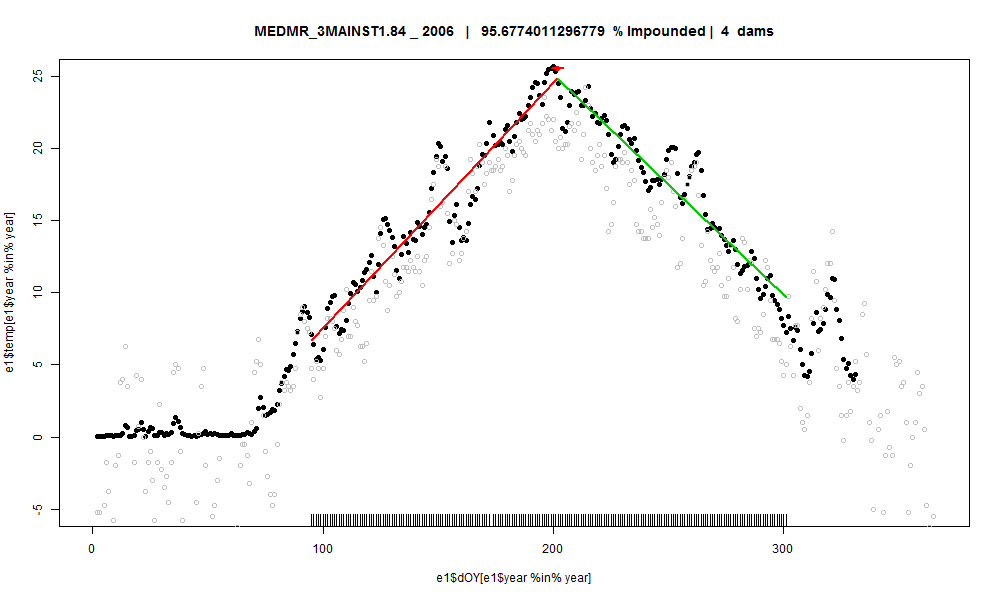 MEDMR_3MAINST1.84 _ 2006 | 95.6774011296779 % Impounded | 4 dams
e1$temp[e1$year %in% year]
25
20
15
10
5
0
-5
0 100 200 300
e1$dOY[e1$year %in% year]